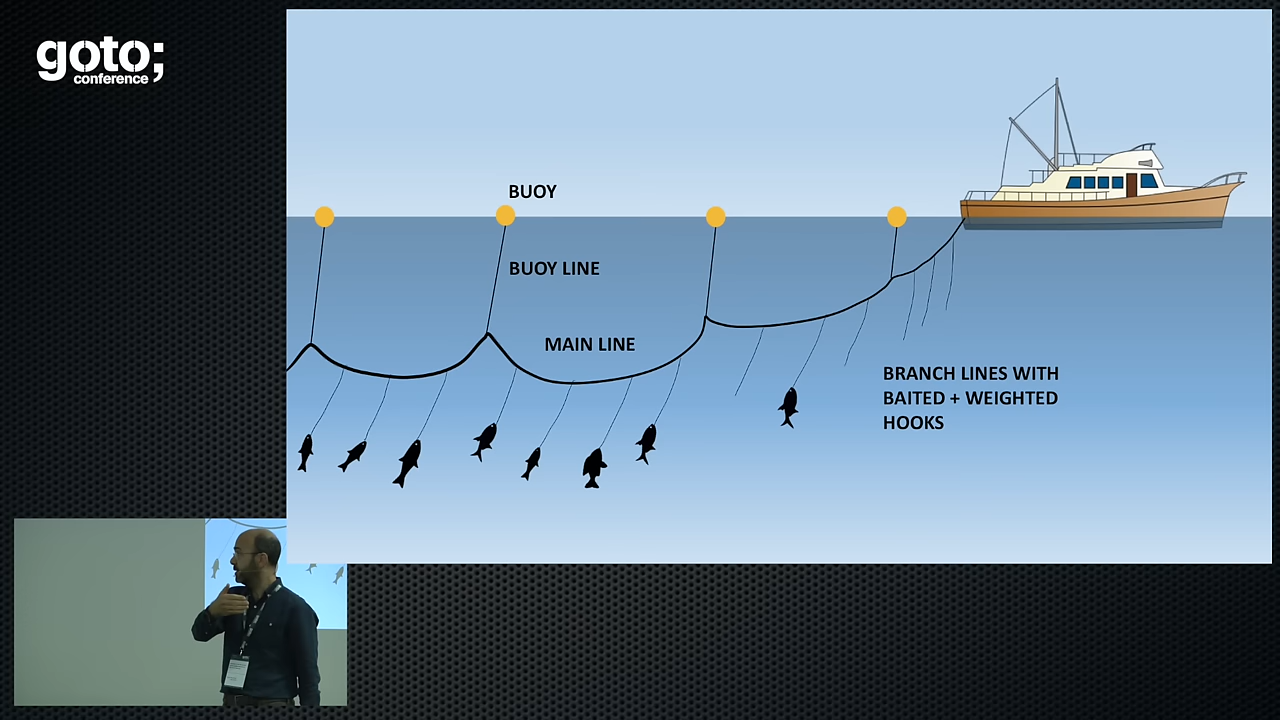 goto;
conference
BUOY
BUOY LINE
MAIN LINE
BRANCH LINES WITH
BAITED + WEIGHTED
HOOKS